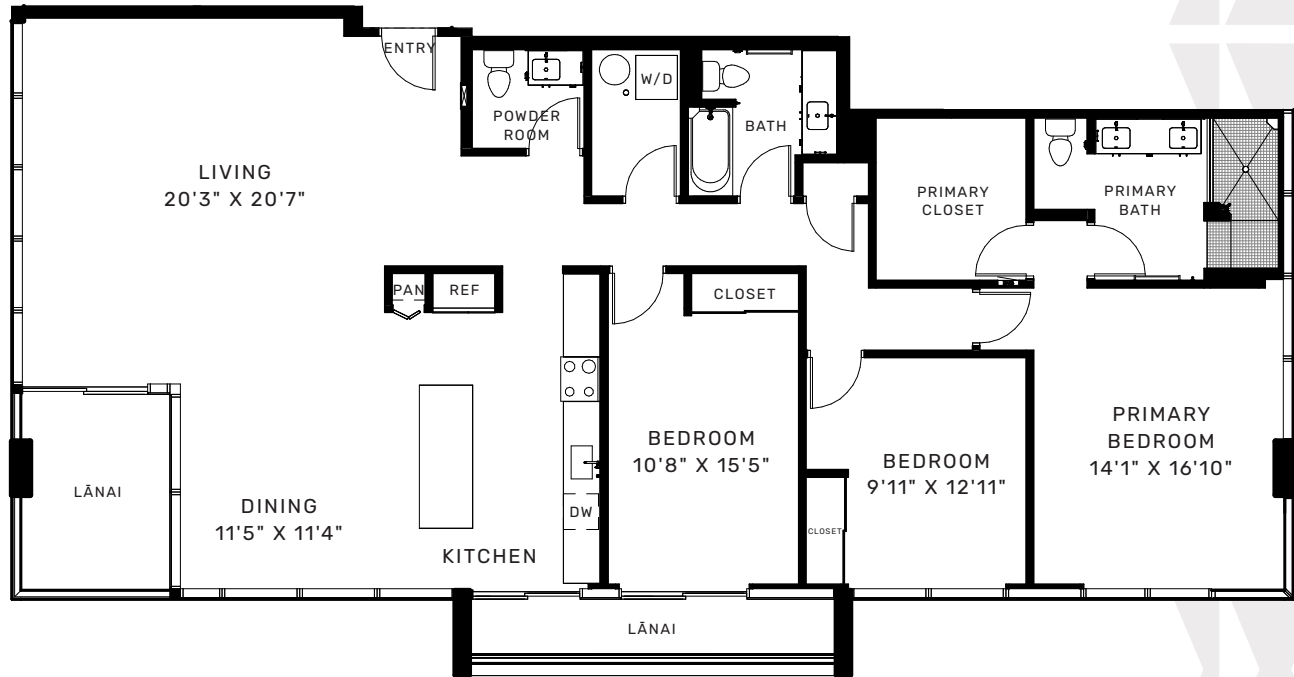 ENTRY
W/D
POWDER
ROOM
BATH
LIVING
20'3" X 20'7"
PRIMARY
CLOSET
PRIMARY
BATH
PAN
REF
CLOSET
PRIMARY
BEDROOM
14'1" X 16'10"
BEDROOM
10'8" X 15'5"
BEDROOM
9'11" X 12'11"
LĀNAI
DINING
11'5" X 11'4"
DW
CLOSET
KITCHEN
LĀNAI